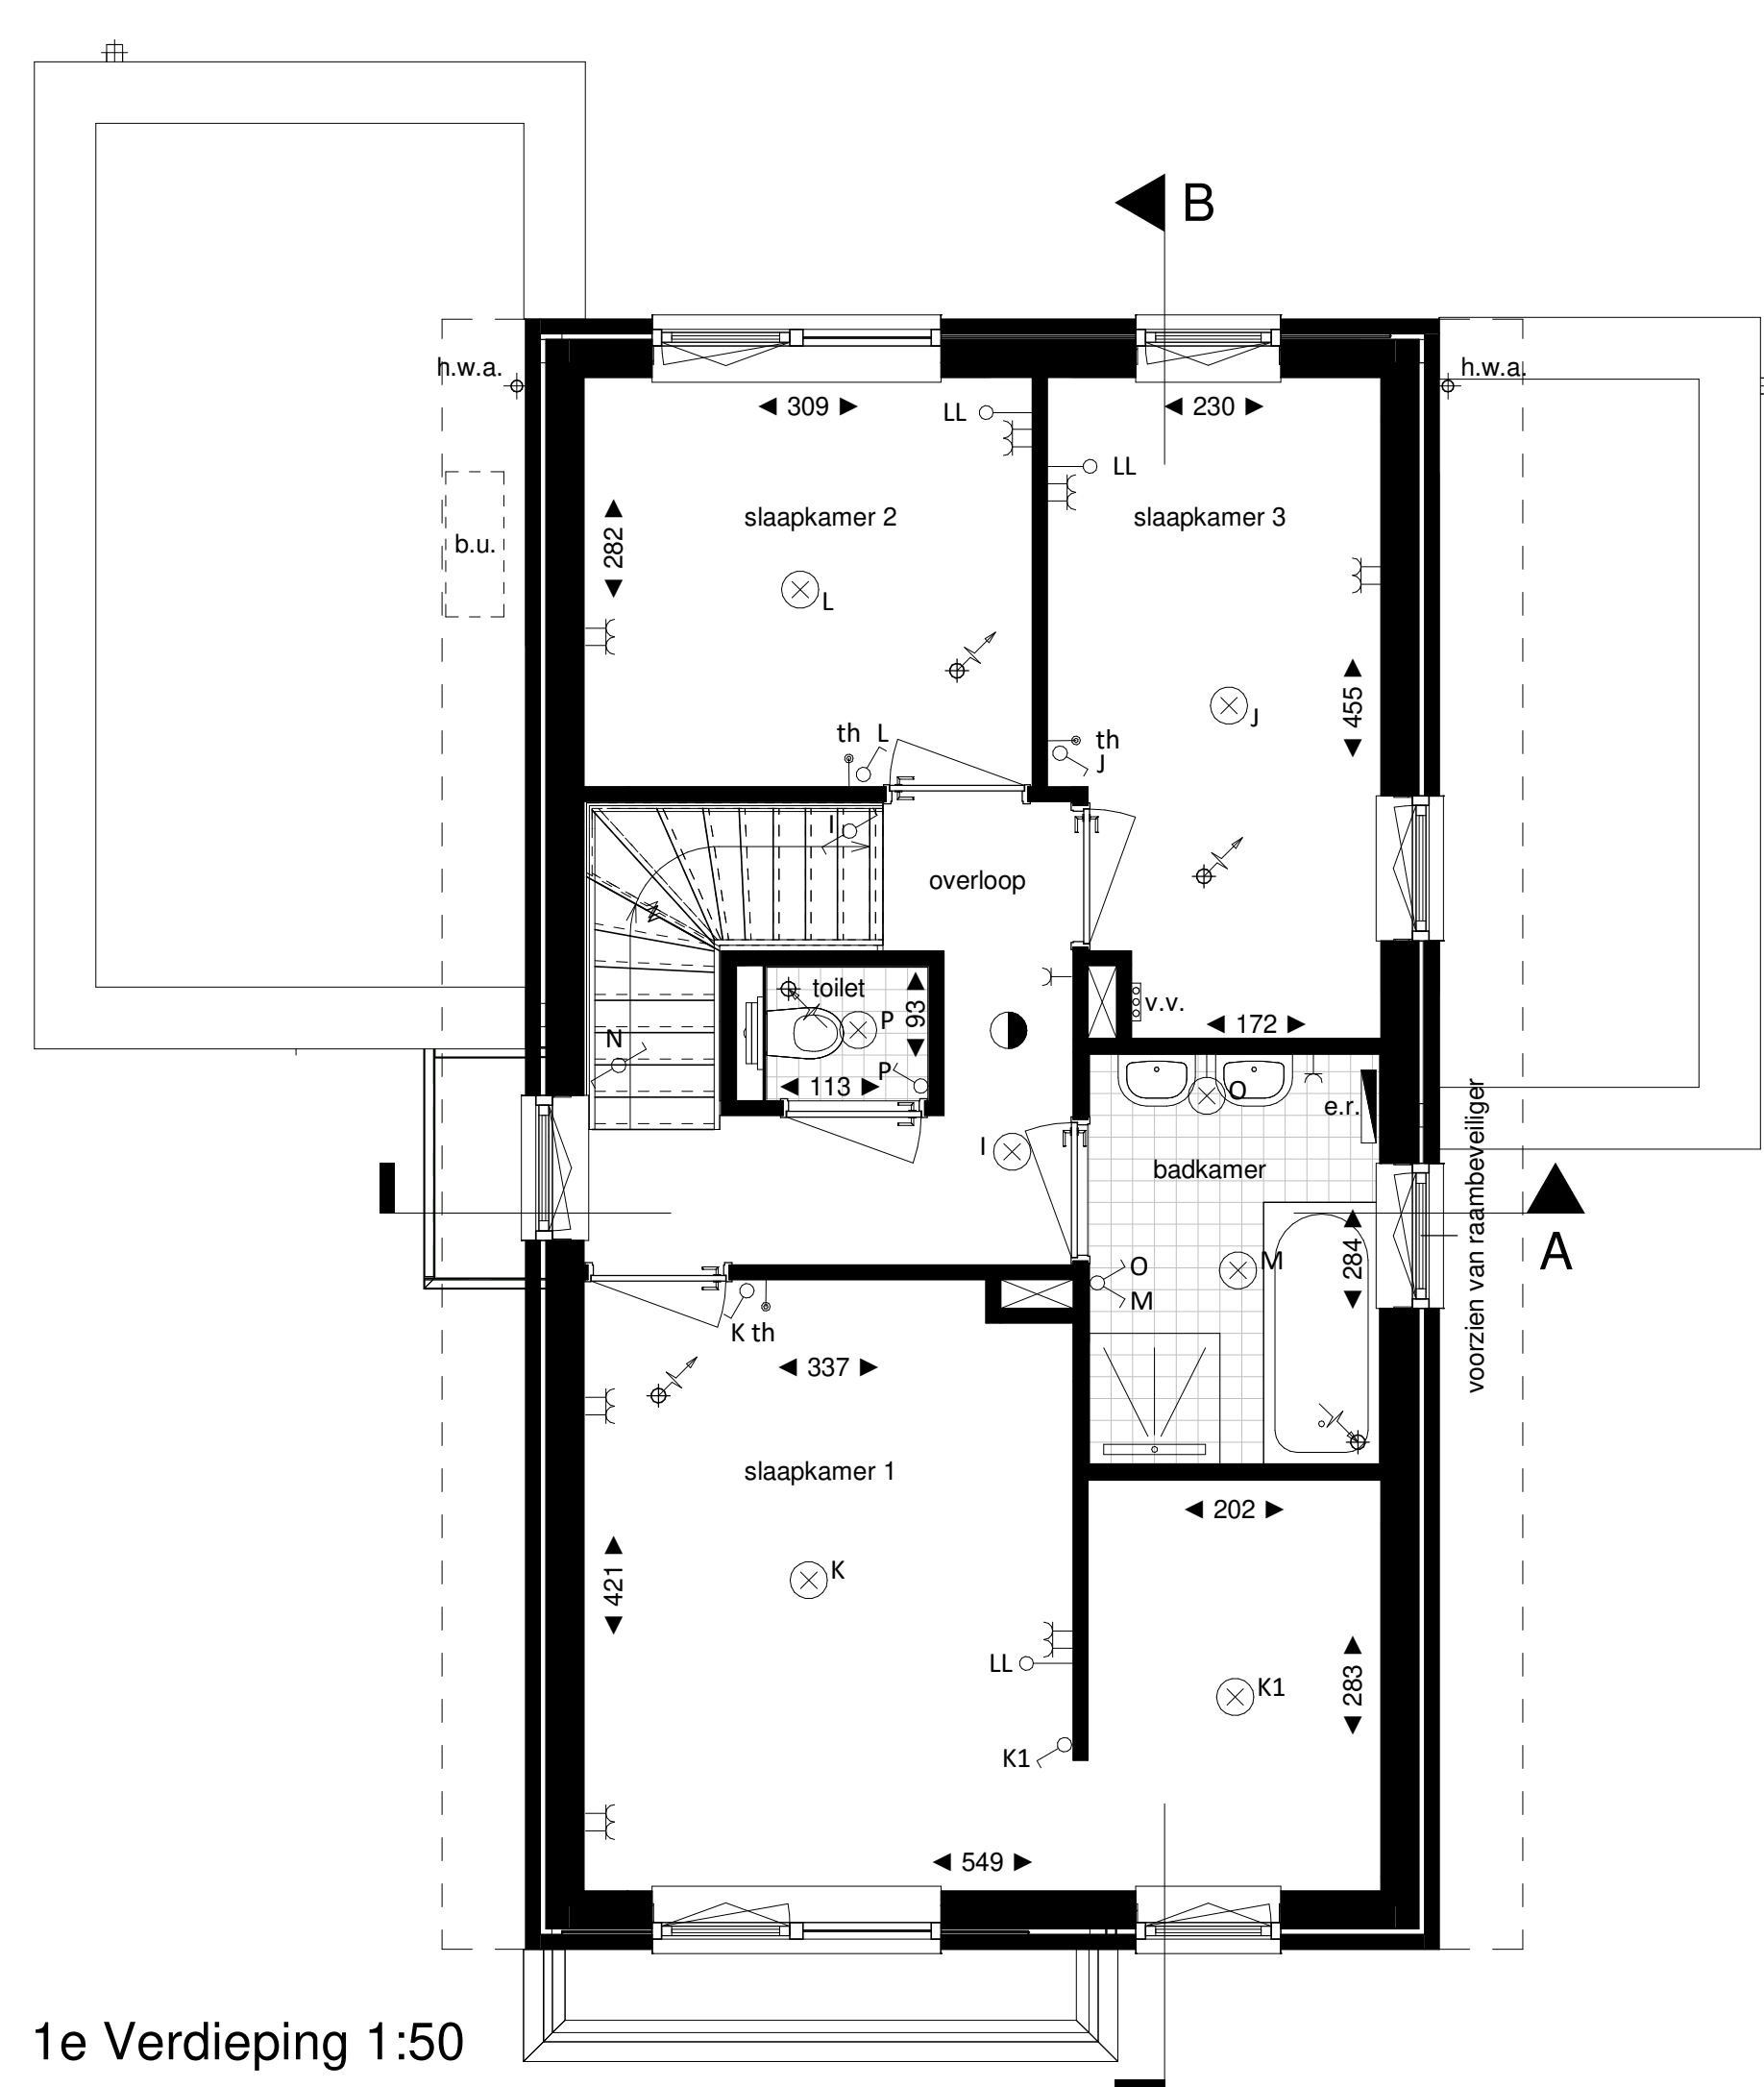 B
h.w.a.
h.w.a.
309
LL
230
LL
slaapkamer 2
slaapkamer 3
282
b.u.
L
455
J
th L
th
J
I
overloop
toilet
93
P
v.v.
172
N
113
P
O
e.r.
I
badkamer
voorzien van raambeveiliger
A
284
O
M
M
K th
337
slaapkamer 1
202
421
K
LL
283
K1
K1
549
1e Verdieping 1:50